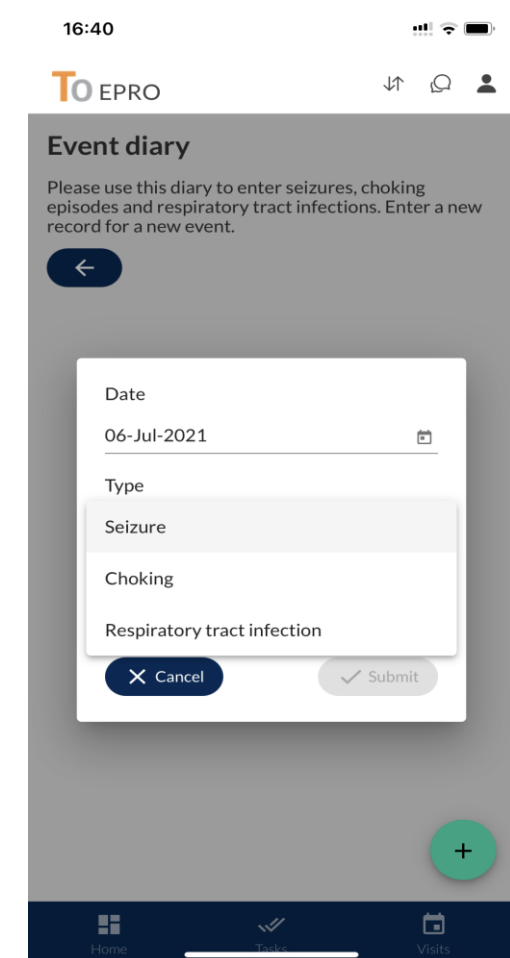 16:40
TO EPRO
Event diary
Please use this diary to enter seizures, choking
episodes and respiratory tract infections. Enter a new
record for a new event.
Date
06-Jul-2021
Type
Seizure
Choking
Respiratory tract infection
Cancel
Submit
Home
Tasks
Visits